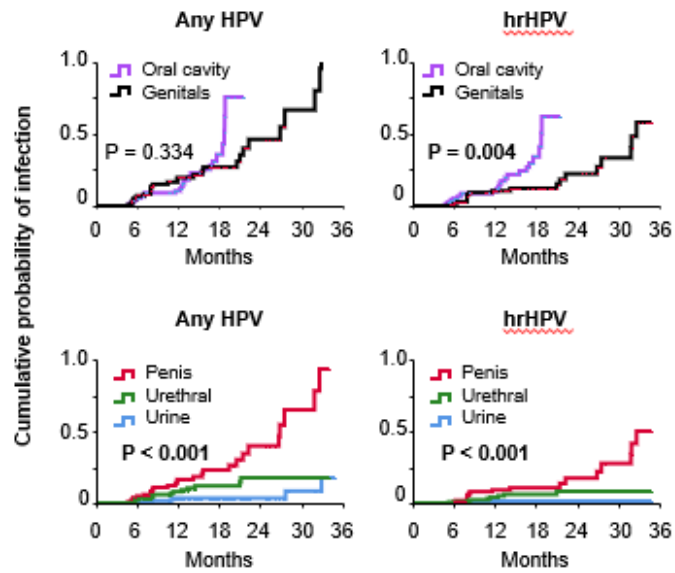 Cumulative probability of infection
Any HPV
1.0
0.5
0
Oral cavity
Genitals
P = 0.334
0 6 12 18 24 30 36
Months
hrHPV
1.0
0.5
0
Oral cavity
Genitals
P = 0.004
0 6 12 18 24 30 36
Months
Any HPV
1.0
0.5
0
Penis
Urethral
Urine
P < 0.001
0 6 12 18 24 30 36
Months
hrHPV
1.0
0.5
0
Penis
Urethral
Urine
P < 0.001
0 6 12 18 24 30 36
Months